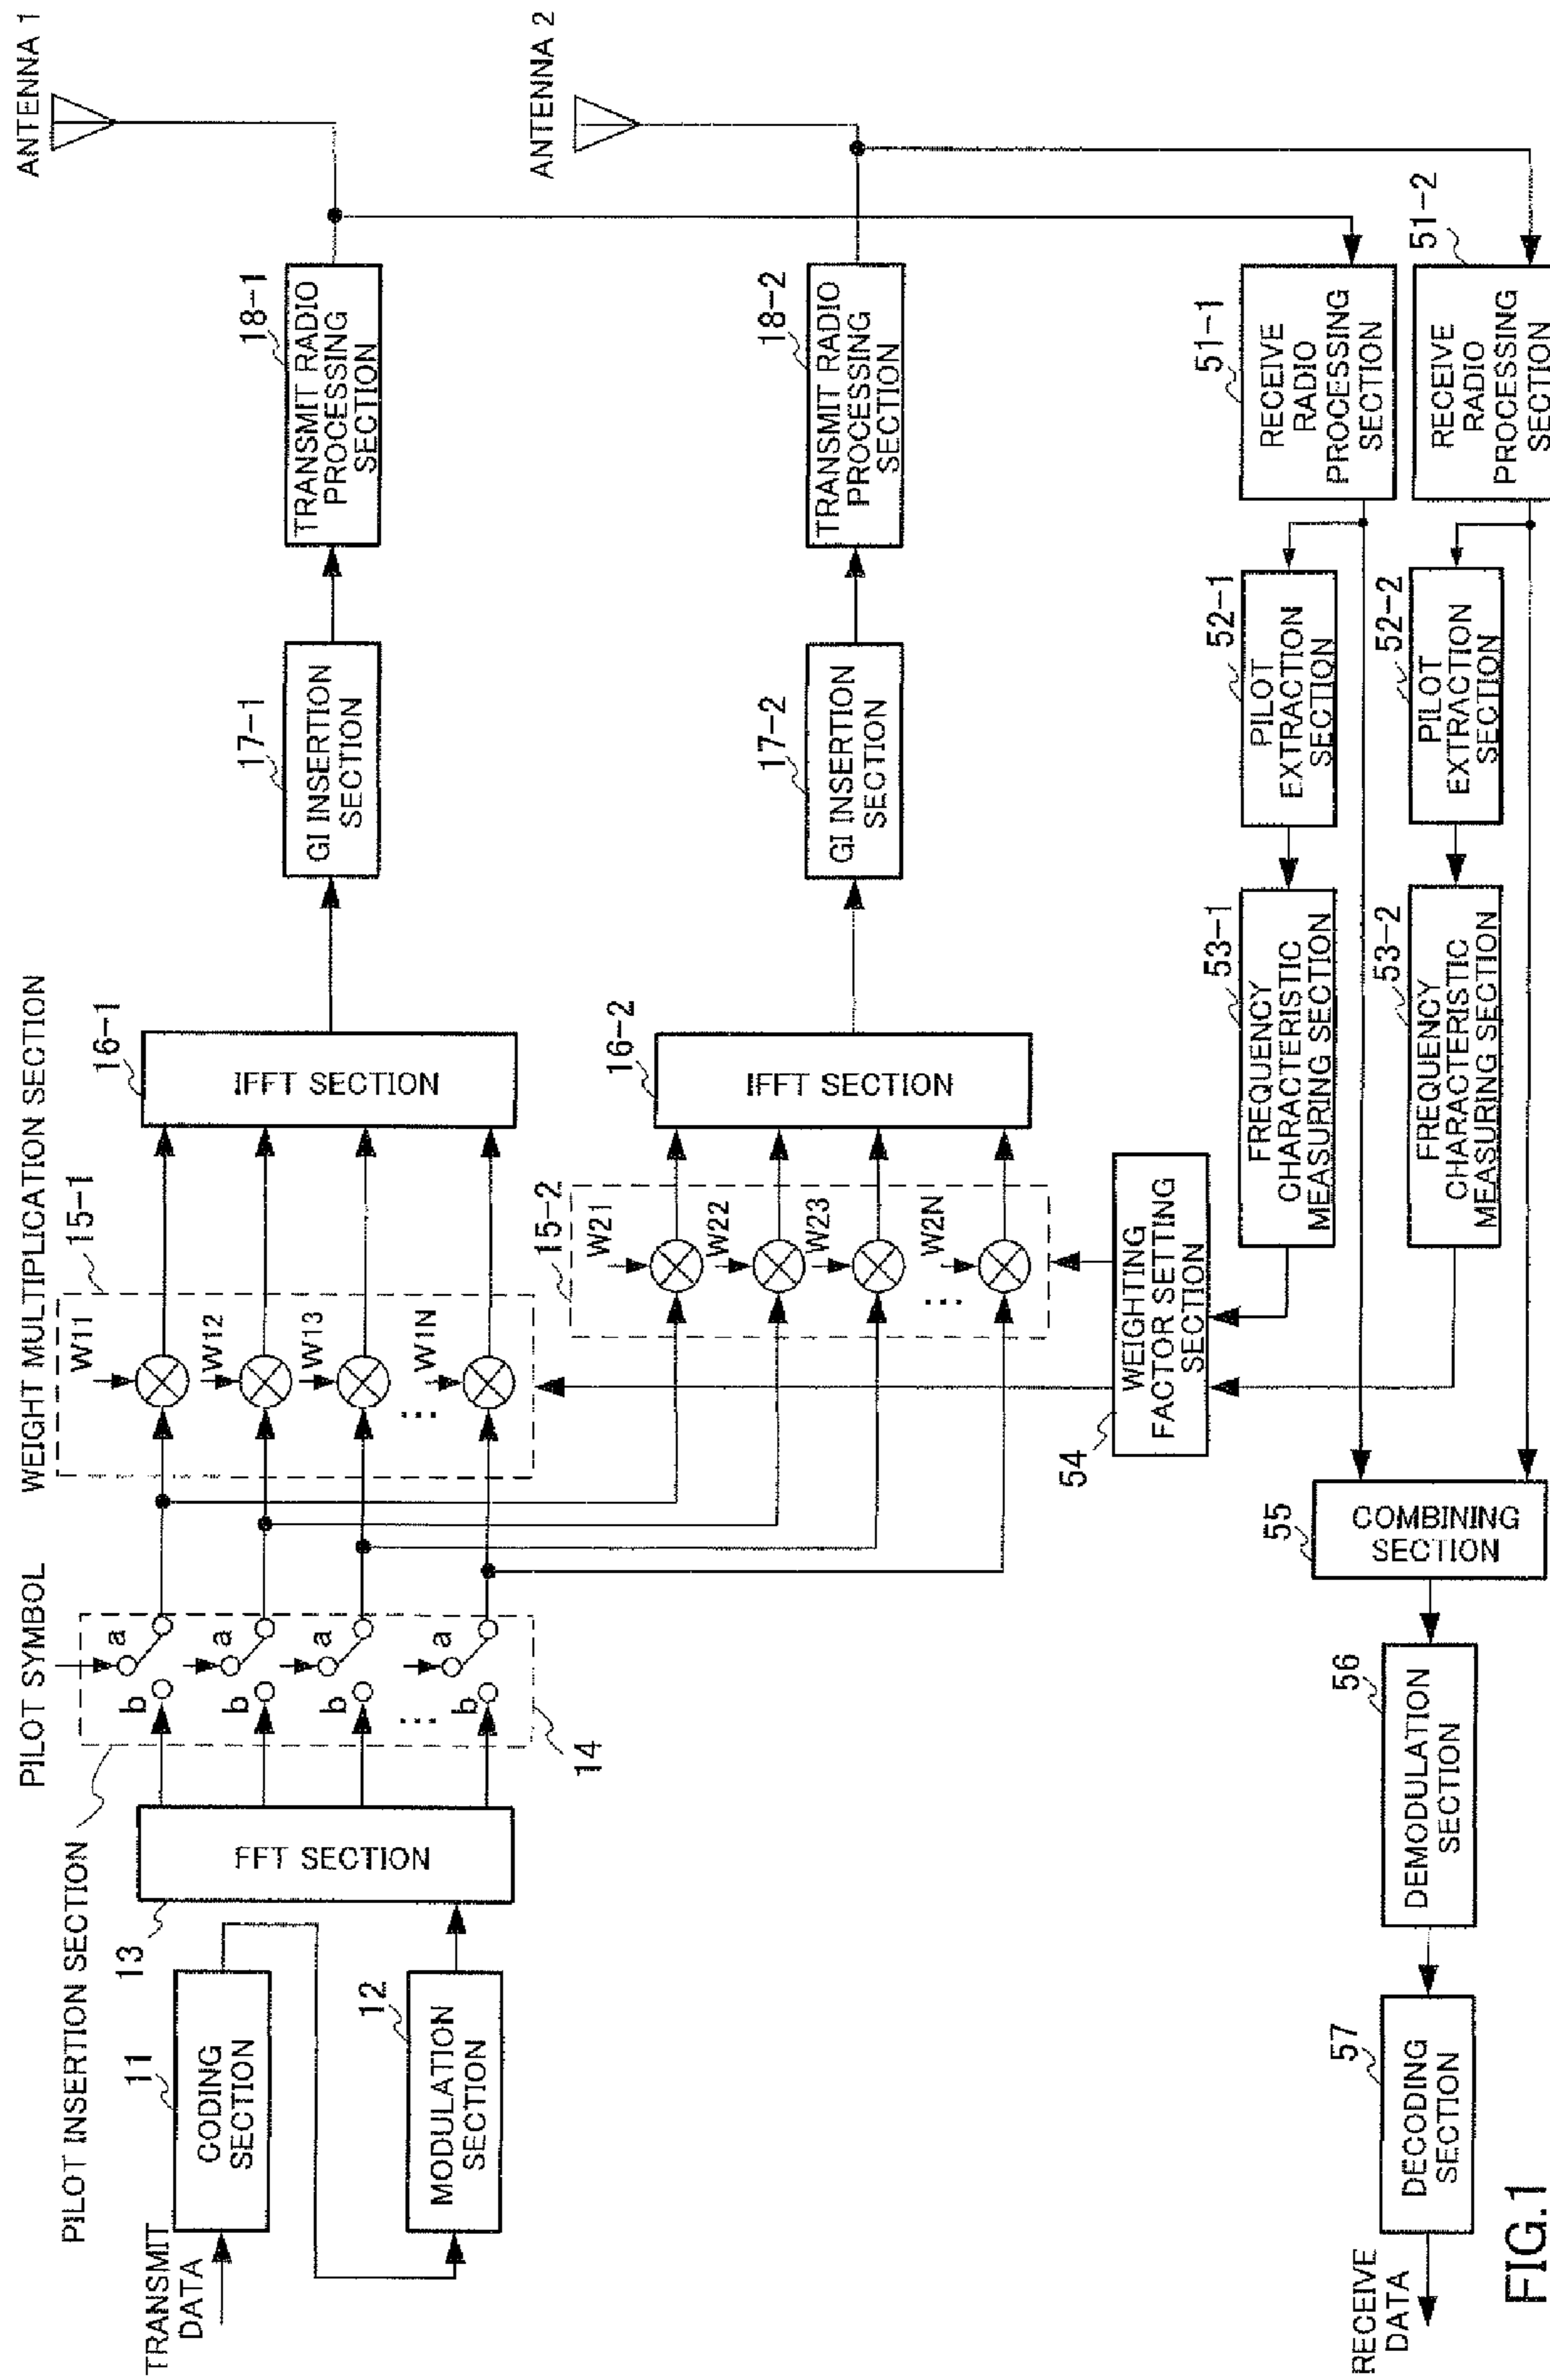 TRANSMIT
DATA
11
CODING
SECTION
12
MODULATION
SECTION
13
FFT SECTION
PILOT INSERTION SECTION
PILOT SYMBOL
a
b
a
b
a
b
...
a
b
14
WEIGHT MULTIPLICATION SECTION
15-1
W11
W12
W13
...
W1N
15-2
W21
W22
W23
...
W2N
16-1
IFFT SECTION
16-2
IFFT SECTION
17-1
GI INSERTION
SECTION
17-2
GI INSERTION
SECTION
18-1
TRANSMIT RADIO
PROCESSING
SECTION
18-2
TRANSMIT RADIO
PROCESSING
SECTION
ANTENNA 1
ANTENNA 2
51-1
RECEIVE
RADIO
PROCESSING
SECTION
51-2
RECEIVE
RADIO
PROCESSING
SECTION
52-1
PILOT
EXTRACTION
SECTION
52-2
PILOT
EXTRACTION
SECTION
53-1
FREQUENCY
CHARACTERISTIC
MEASURING SECTION
53-2
FREQUENCY
CHARACTERISTIC
MEASURING SECTION
54
WEIGHTING
FACTOR SETTING
SECTION
55
COMBINING
SECTION
56
DEMODULATION
SECTION
57
DECODING
SECTION
RECEIVE
DATA
FIG.1